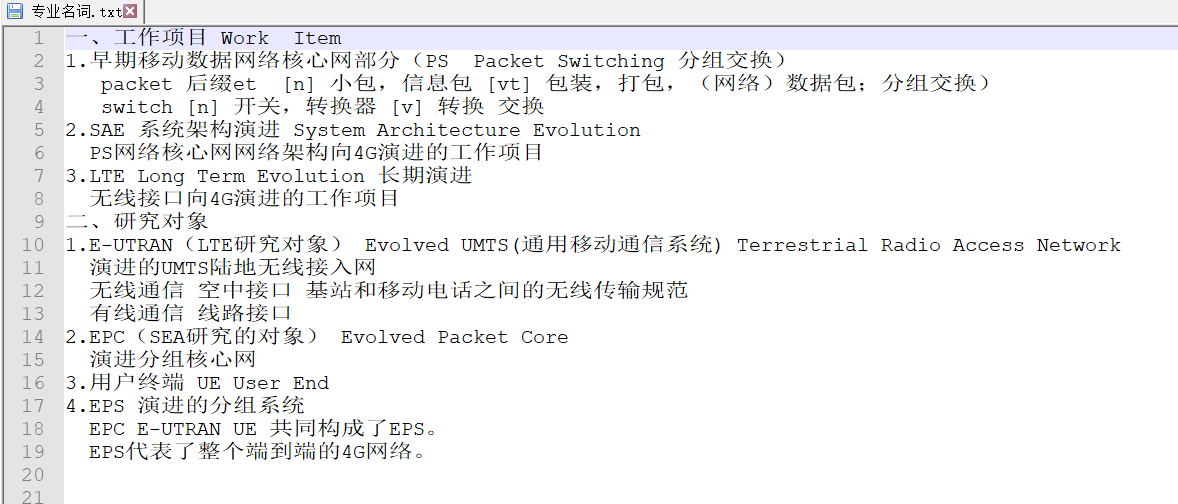 专业名词.txt
1 一、工作项目 Work  Item
2 1.早期移动数据网络核心网部分（PS  Packet Switching 分组交换）
3    packet 后缀et  [n] 小包，信息包 [vt] 包装，打包，（网络）数据包；分组交换）
4    switch [n] 开关，转换器 [v] 转换 交换
5 2.SAE 系统架构演进 System Architecture Evolution
6   PS网络核心网网络架构向4G演进的工作项目
7 3.LTE Long Term Evolution 长期演进
8   无线接口向4G演进的工作项目
9 二、研究对象
10 1.E-UTRAN（LTE研究对象） Evolved UMTS(通用移动通信系统) Terrestrial Radio Access Network
11   演进的UMTS陆地无线接入网
12   无线通信 空中接口 基站和移动电话之间的无线传输规范
13   有线通信 线路接口
14 2.EPC（SEA研究的对象） Evolved Packet Core
15   演进分组核心网
16 3.用户终端 UE User End
17 4.EPS 演进的分组系统
18   EPC E-UTRAN UE 共同构成了EPS。
19   EPS代表了整个端到端的4G网络。
20
21